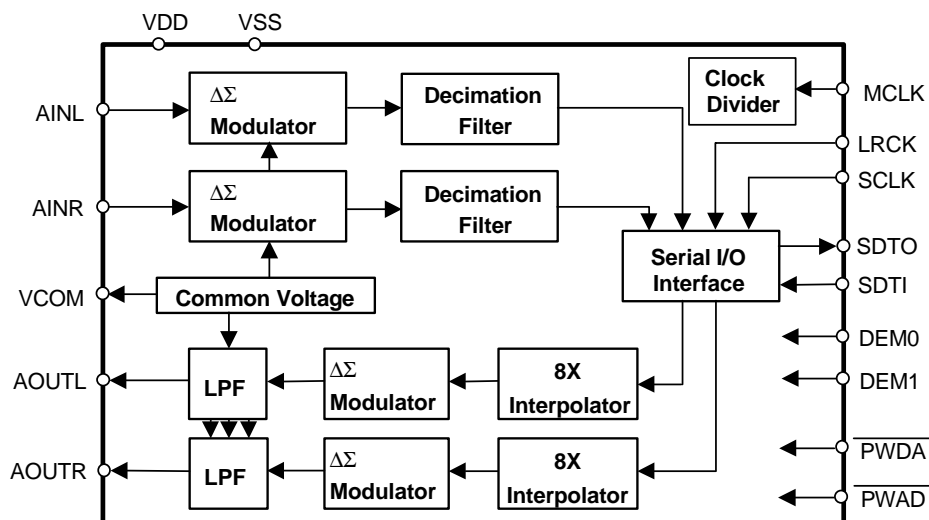 VDD VSS
AINL
ΔΣ
Modulator
Decimation
Filter
Clock
Divider
MCLK
LRCK
SCLK
AINR
ΔΣ
Modulator
Decimation
Filter
Serial I/O
Interface
SDTO
SDTI
VCOM
Common Voltage
DEM0
AOUTL
LPF
ΔΣ
Modulator
8X
Interpolator
DEM1
AOUTR
LPF
ΔΣ
Modulator
8X
Interpolator
PWDA
PWAD